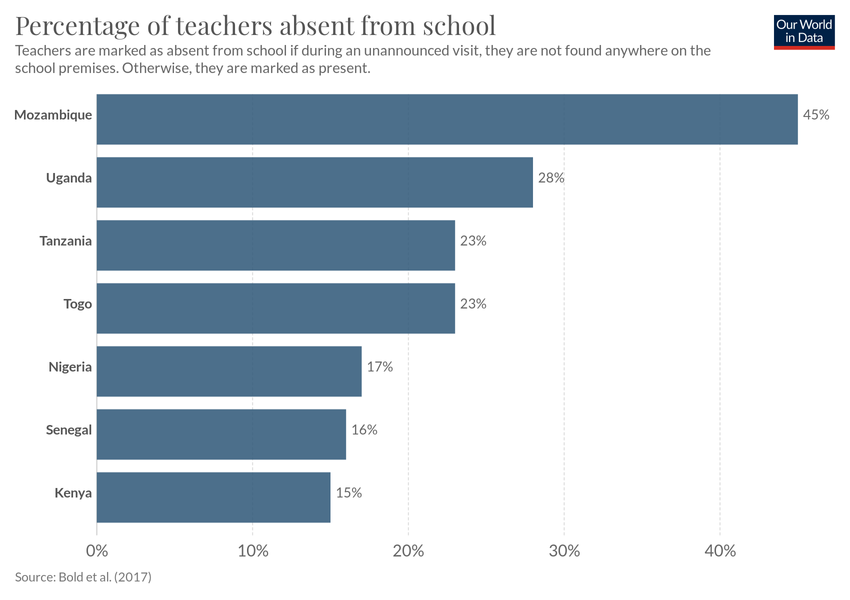 Percentage of teachers absent from school
Our World
in Data
Teachers are marked as absent from school if during an unannounced visit, they are not found anywhere on the
school premises. Otherwise, they are marked as present.
Mozambique 45%
Uganda 28%
Tanzania 23%
Togo 23%
Nigeria 17%
Senegal 16%
Kenya 15%
0% 10% 20% 30% 40%
Source: Bold et al. (2017)